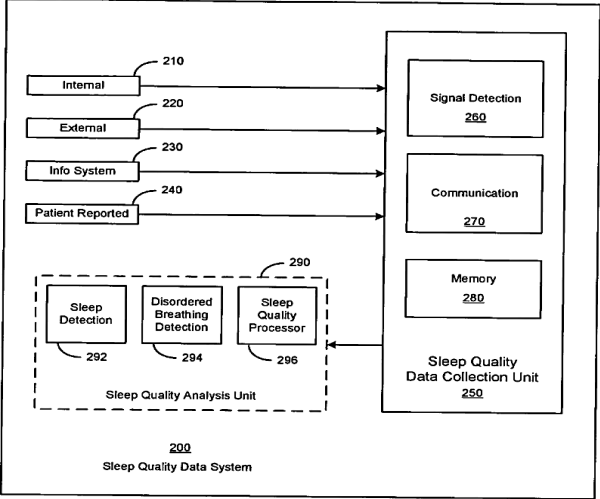 210
Internal
220
External
230
Info System
240
Patient Reported
Signal Detection
260
Communication
270
Memory
280
Sleep Quality
Data Collection Unit
250
290
Sleep
Detection
292
Disordered
Breathing
Detection
294
Sleep
Quality
Processor
296
Sleep Quality Analysis Unit
200
Sleep Quality Data System